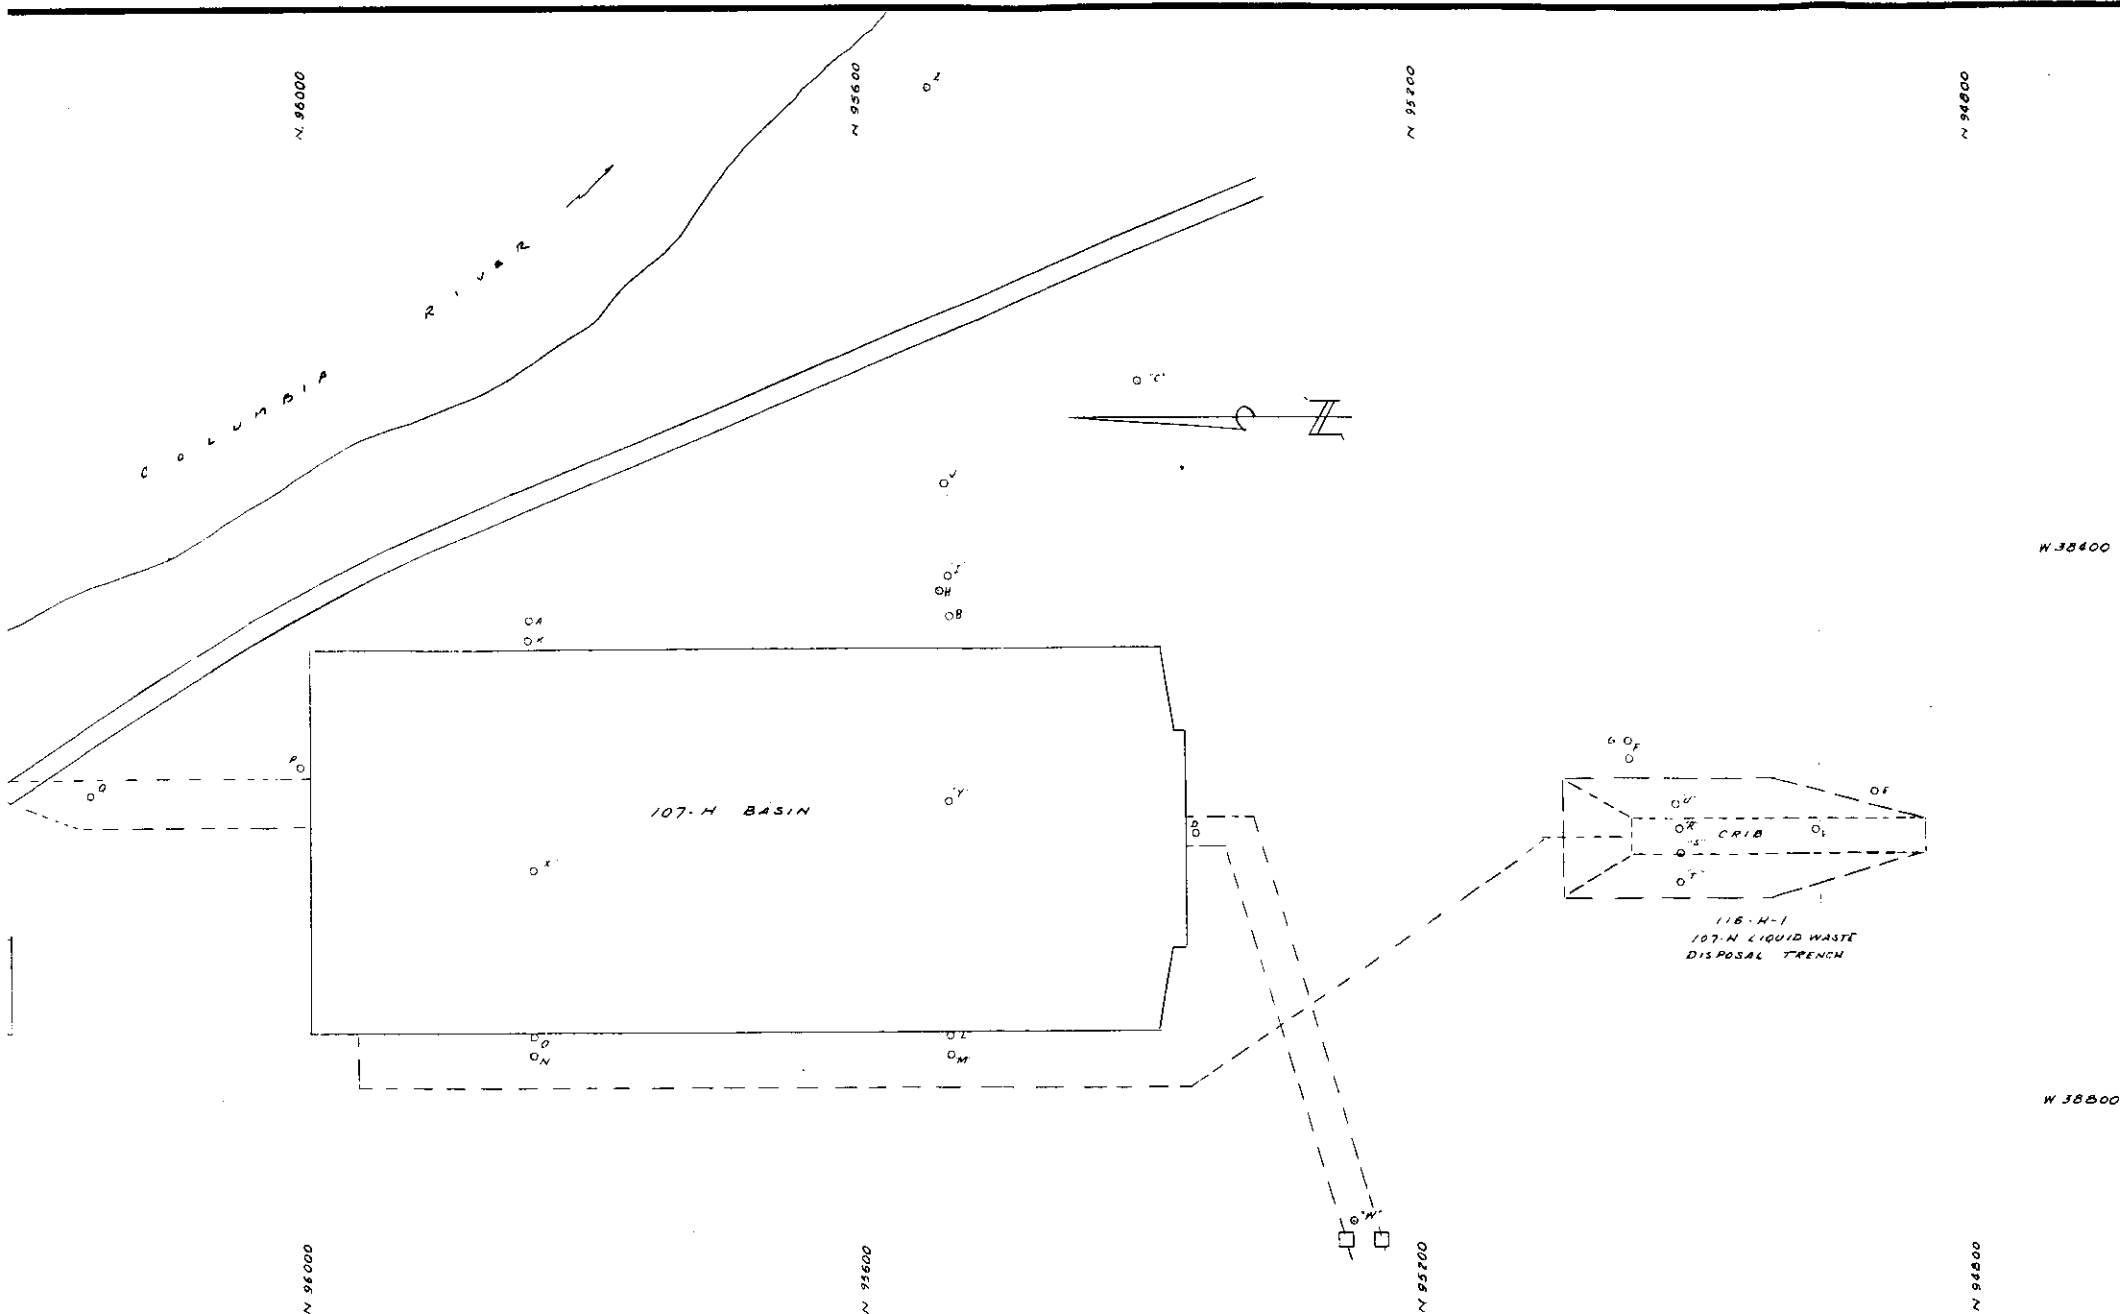 N 96000
N 95600
N 95200
N 94800
Z
COLUMBIA RIVER
"C"
N
J
W 38400
"I"
H
B
A
K
G
F
P
Q
107-H BASIN
"Y"
"X"
D
E
"U"
"R"
CRIB
"S"
"T"
116-H-1
107-H LIQUID WASTE
DISPOSAL TRENCH
O
N
L
M
W 38800
"W"
N 96000
N 95600
N 95200
N 94800